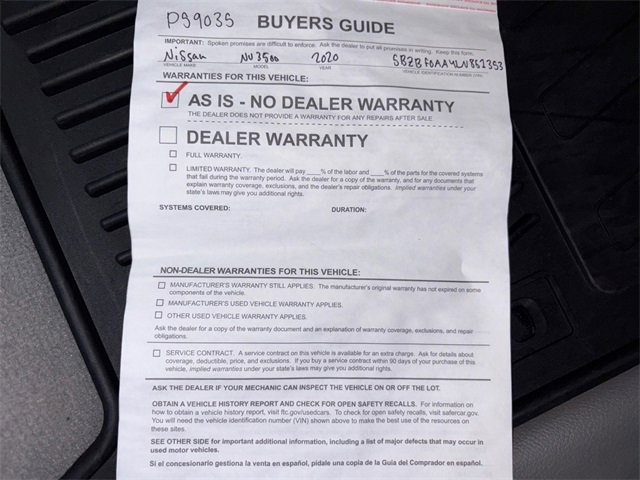 P59035
BUYERS GUIDE
IMPORTANT: Spoken promises are difficult to enforce. Ask the dealer to put all promises in writing. Keep this form.
Nissan NV3500 2020 5BZBF0AA4LN852353
VEHICLE MAKE MODEL YEAR VEHICLE IDENTIFICATION NUMBER (VIN)
WARRANTIES FOR THIS VEHICLE:
AS IS - NO DEALER WARRANTY
THE DEALER DOES NOT PROVIDE A WARRANTY FOR ANY REPAIRS AFTER SALE
DEALER WARRANTY
FULL WARRANTY.
LIMITED WARRANTY. The dealer will pay ____% of the labor and ____% of the parts for the covered systems
that fail during the warranty period. Ask the dealer for a copy of the warranty, and for any documents that
explain warranty coverage, exclusions, and the dealer's repair obligations. Implied warranties under your
state's laws may give you additional rights.
SYSTEMS COVERED: DURATION:
NON-DEALER WARRANTIES FOR THIS VEHICLE:
MANUFACTURER'S WARRANTY STILL APPLIES. The manufacturer's original warranty has not expired on some
components of the vehicle.
MANUFACTURER'S USED VEHICLE WARRANTY APPLIES.
OTHER USED VEHICLE WARRANTY APPLIES.
Ask the dealer for a copy of the warranty document and an explanation of warranty coverage, exclusions, and repair
obligations.
SERVICE CONTRACT. A service contract on this vehicle is available for an extra charge. Ask for details about
coverage, deductible, price, and exclusions. If you buy a service contract within 90 days of your purchase of this
vehicle, implied warranties under your state's laws may give you additional rights.
ASK THE DEALER IF YOUR MECHANIC CAN INSPECT THE VEHICLE ON OR OFF THE LOT.
OBTAIN A VEHICLE HISTORY REPORT AND CHECK FOR OPEN SAFETY RECALLS. For information on
how to obtain a vehicle history report, visit ftc.gov/usedcars. To check for open safety recalls, visit safercar.gov.
You will need the vehicle identification number (VIN) shown above to make the best use of the resources on
these sites.
SEE OTHER SIDE for important additional information, including a list of major defects that may occur in
used motor vehicles.
Si el concesionario gestiona la venta en español, pídale una copia de la Guía del Comprador en español.